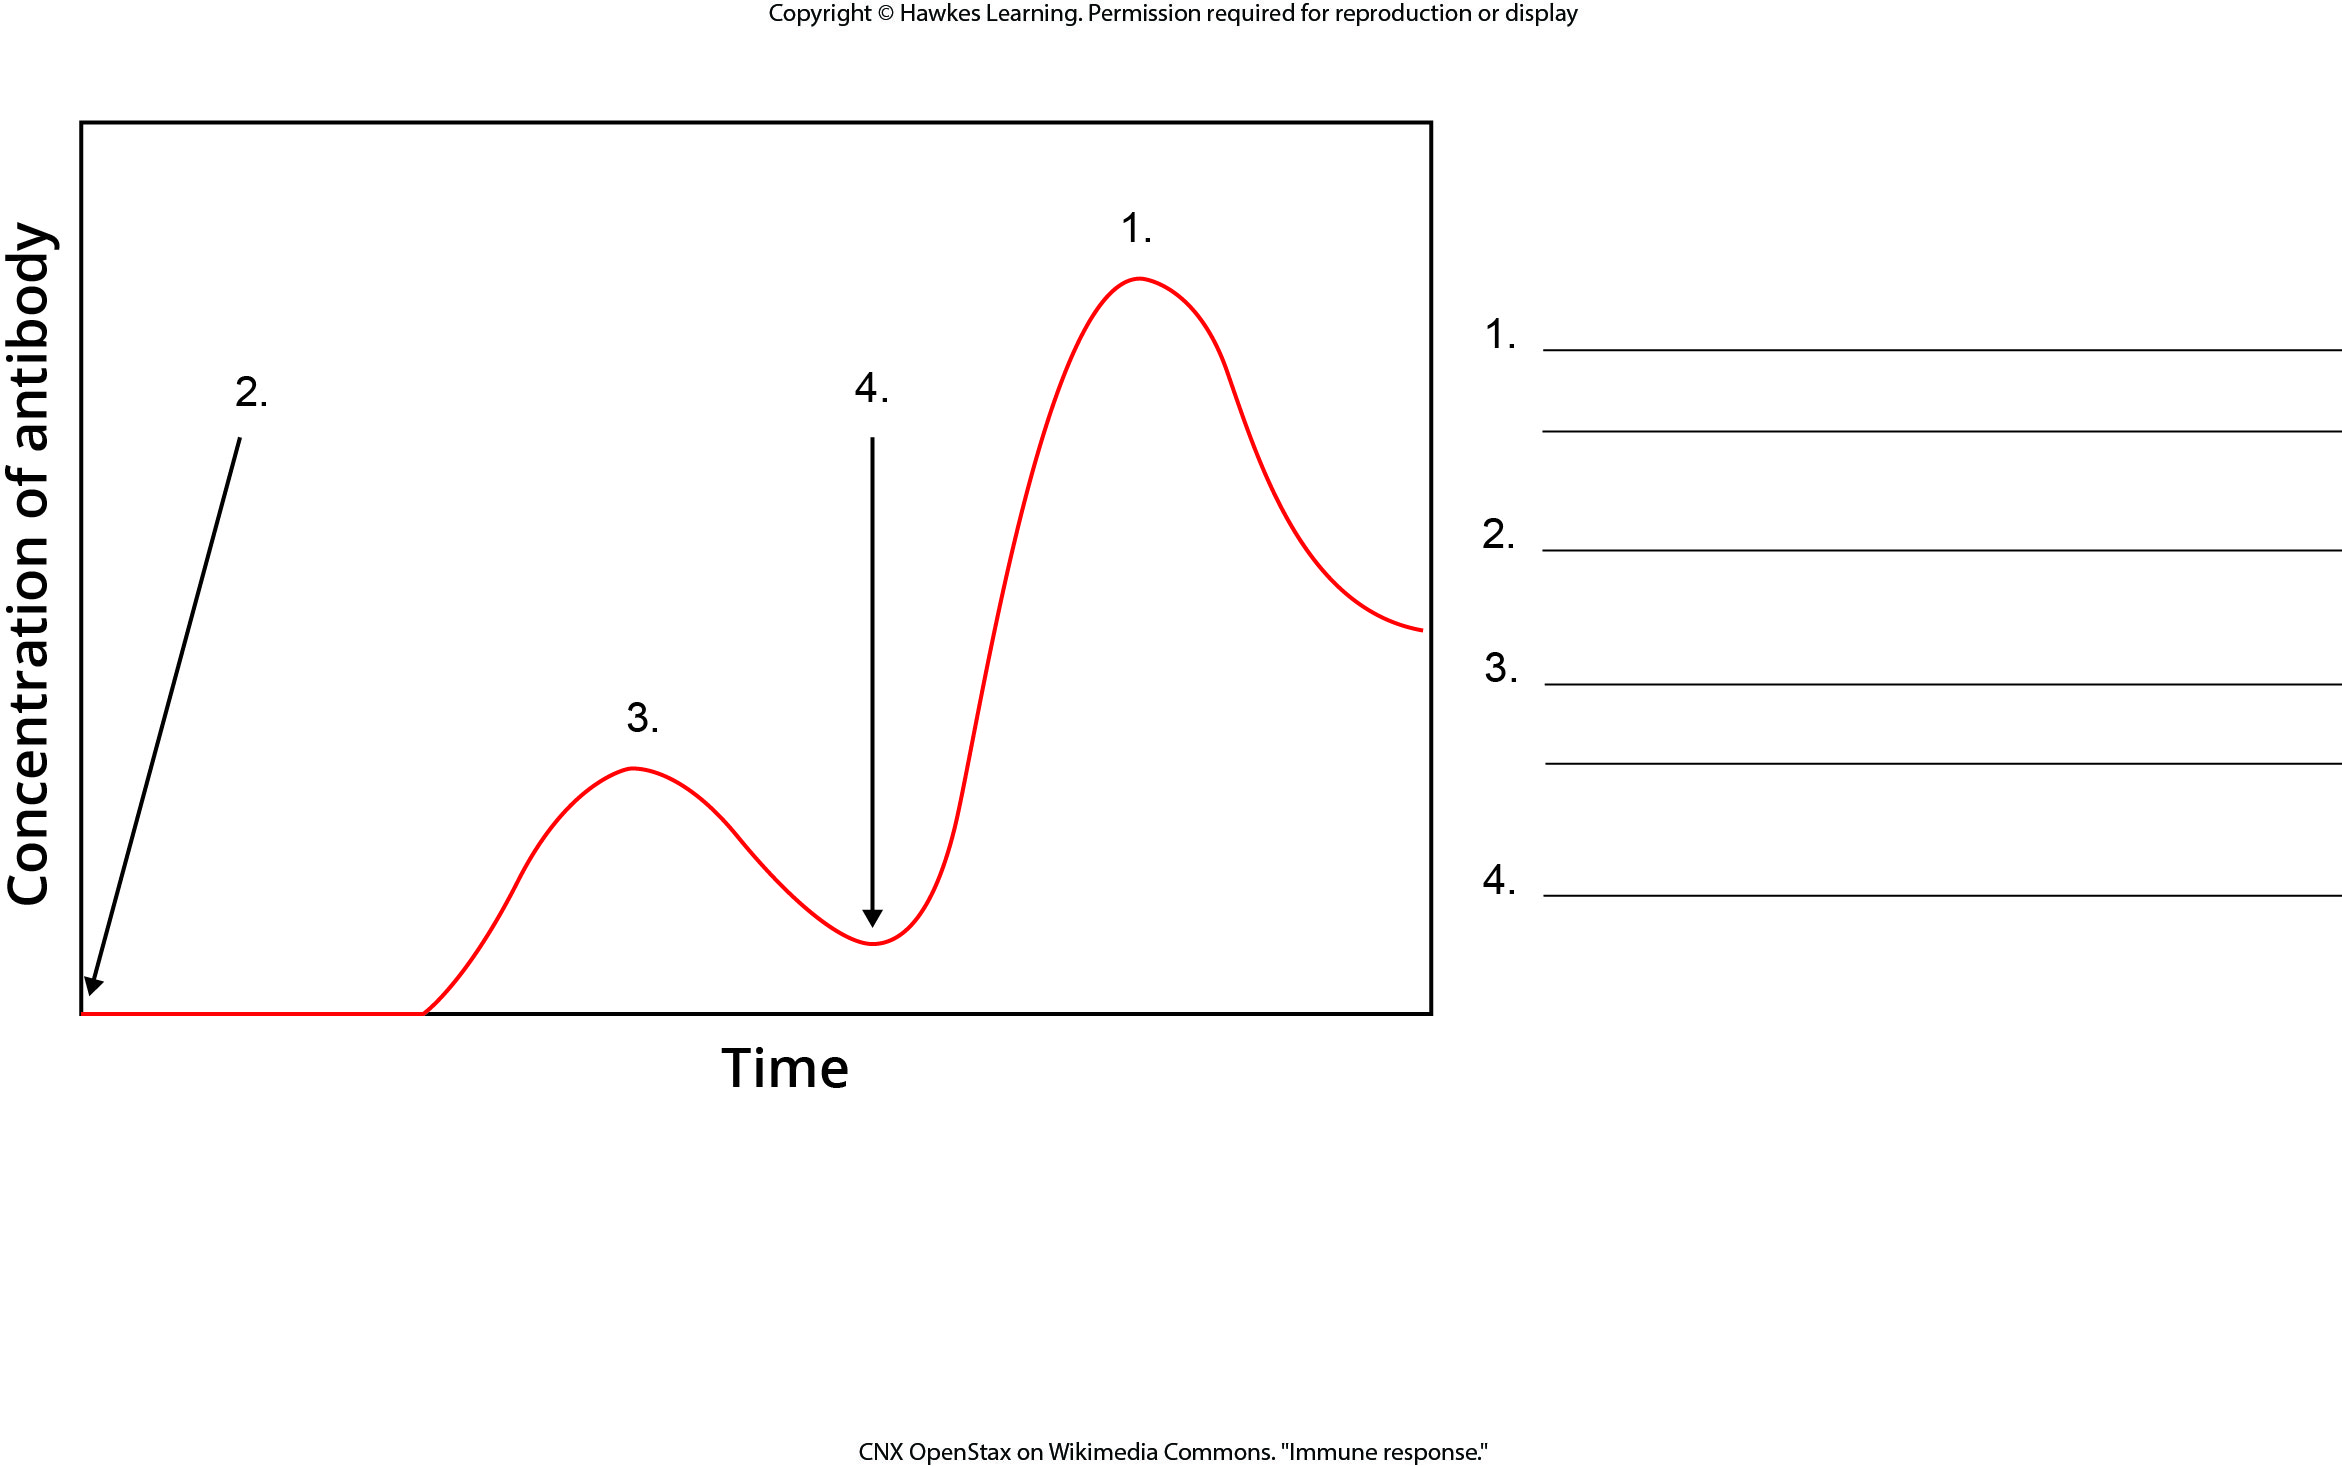 Copyright © Hawkes Learning. Permission required for reproduction or display
Concentration of antibody
1.
2.
4.
3.
Time
1.
2.
3.
4.
CNX OpenStax on Wikimedia Commons. "Immune response."